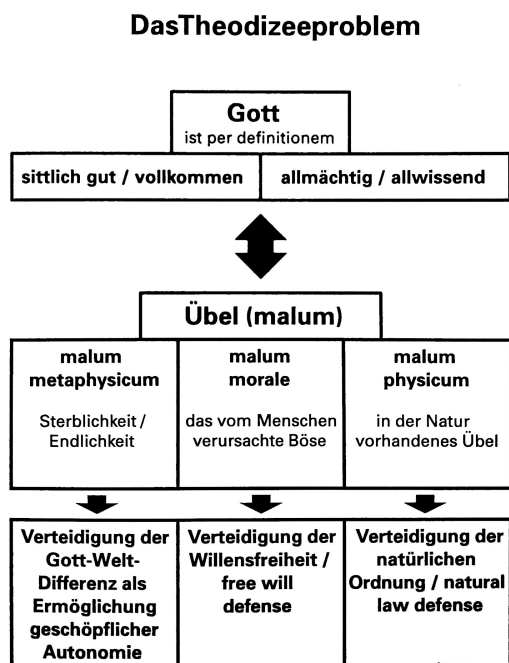 DasTheodizeeproblem
Gott
ist per definitionem
sittlich gut / vollkommen
allmächtig / allwissend
Übel (malum)
malum
metaphysicum
Sterblichkeit /
Endlichkeit
malum
morale
das vom Menschen
verursachte Böse
malum
physicum
in der Natur
vorhandenes Übel
Verteidigung der
Gott-Welt-
Differenz als
Ermöglichung
geschöpflicher
Autonomie
Verteidigung der
Willensfreiheit /
free will
defense
Verteidigung der
natürlichen
Ordnung / natural
law defense